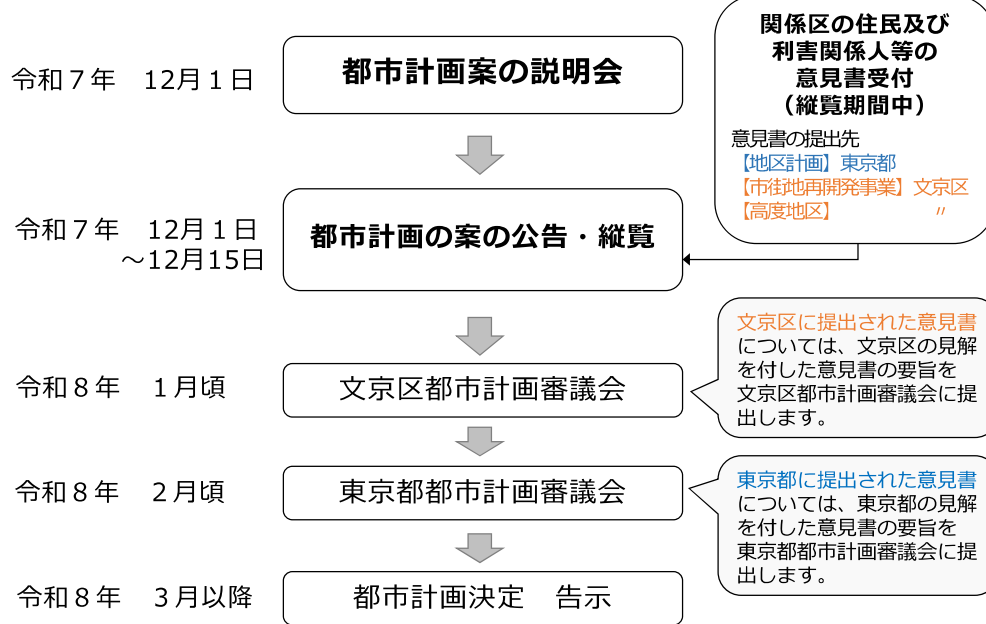 令和７年　12月１日
都市計画案の説明会
関係区の住民及び
利害関係人等の
意見書受付
（縦覧期間中）
意見書の提出先
【地区計画】東京都
【市街地再開発事業】文京区
【高度地区】　　　　　〃
令和７年　12月１日
～12月15日
都市計画の案の公告・縦覧
令和８年　１月頃
文京区都市計画審議会
文京区に提出された意見書
については、文京区の見解
を付した意見書の要旨を
文京区都市計画審議会に提
出します。
令和８年　２月頃
東京都都市計画審議会
東京都に提出された意見書
については、東京都の見解
を付した意見書の要旨を
東京都都市計画審議会に提
出します。
令和８年　３月以降
都市計画決定　告示